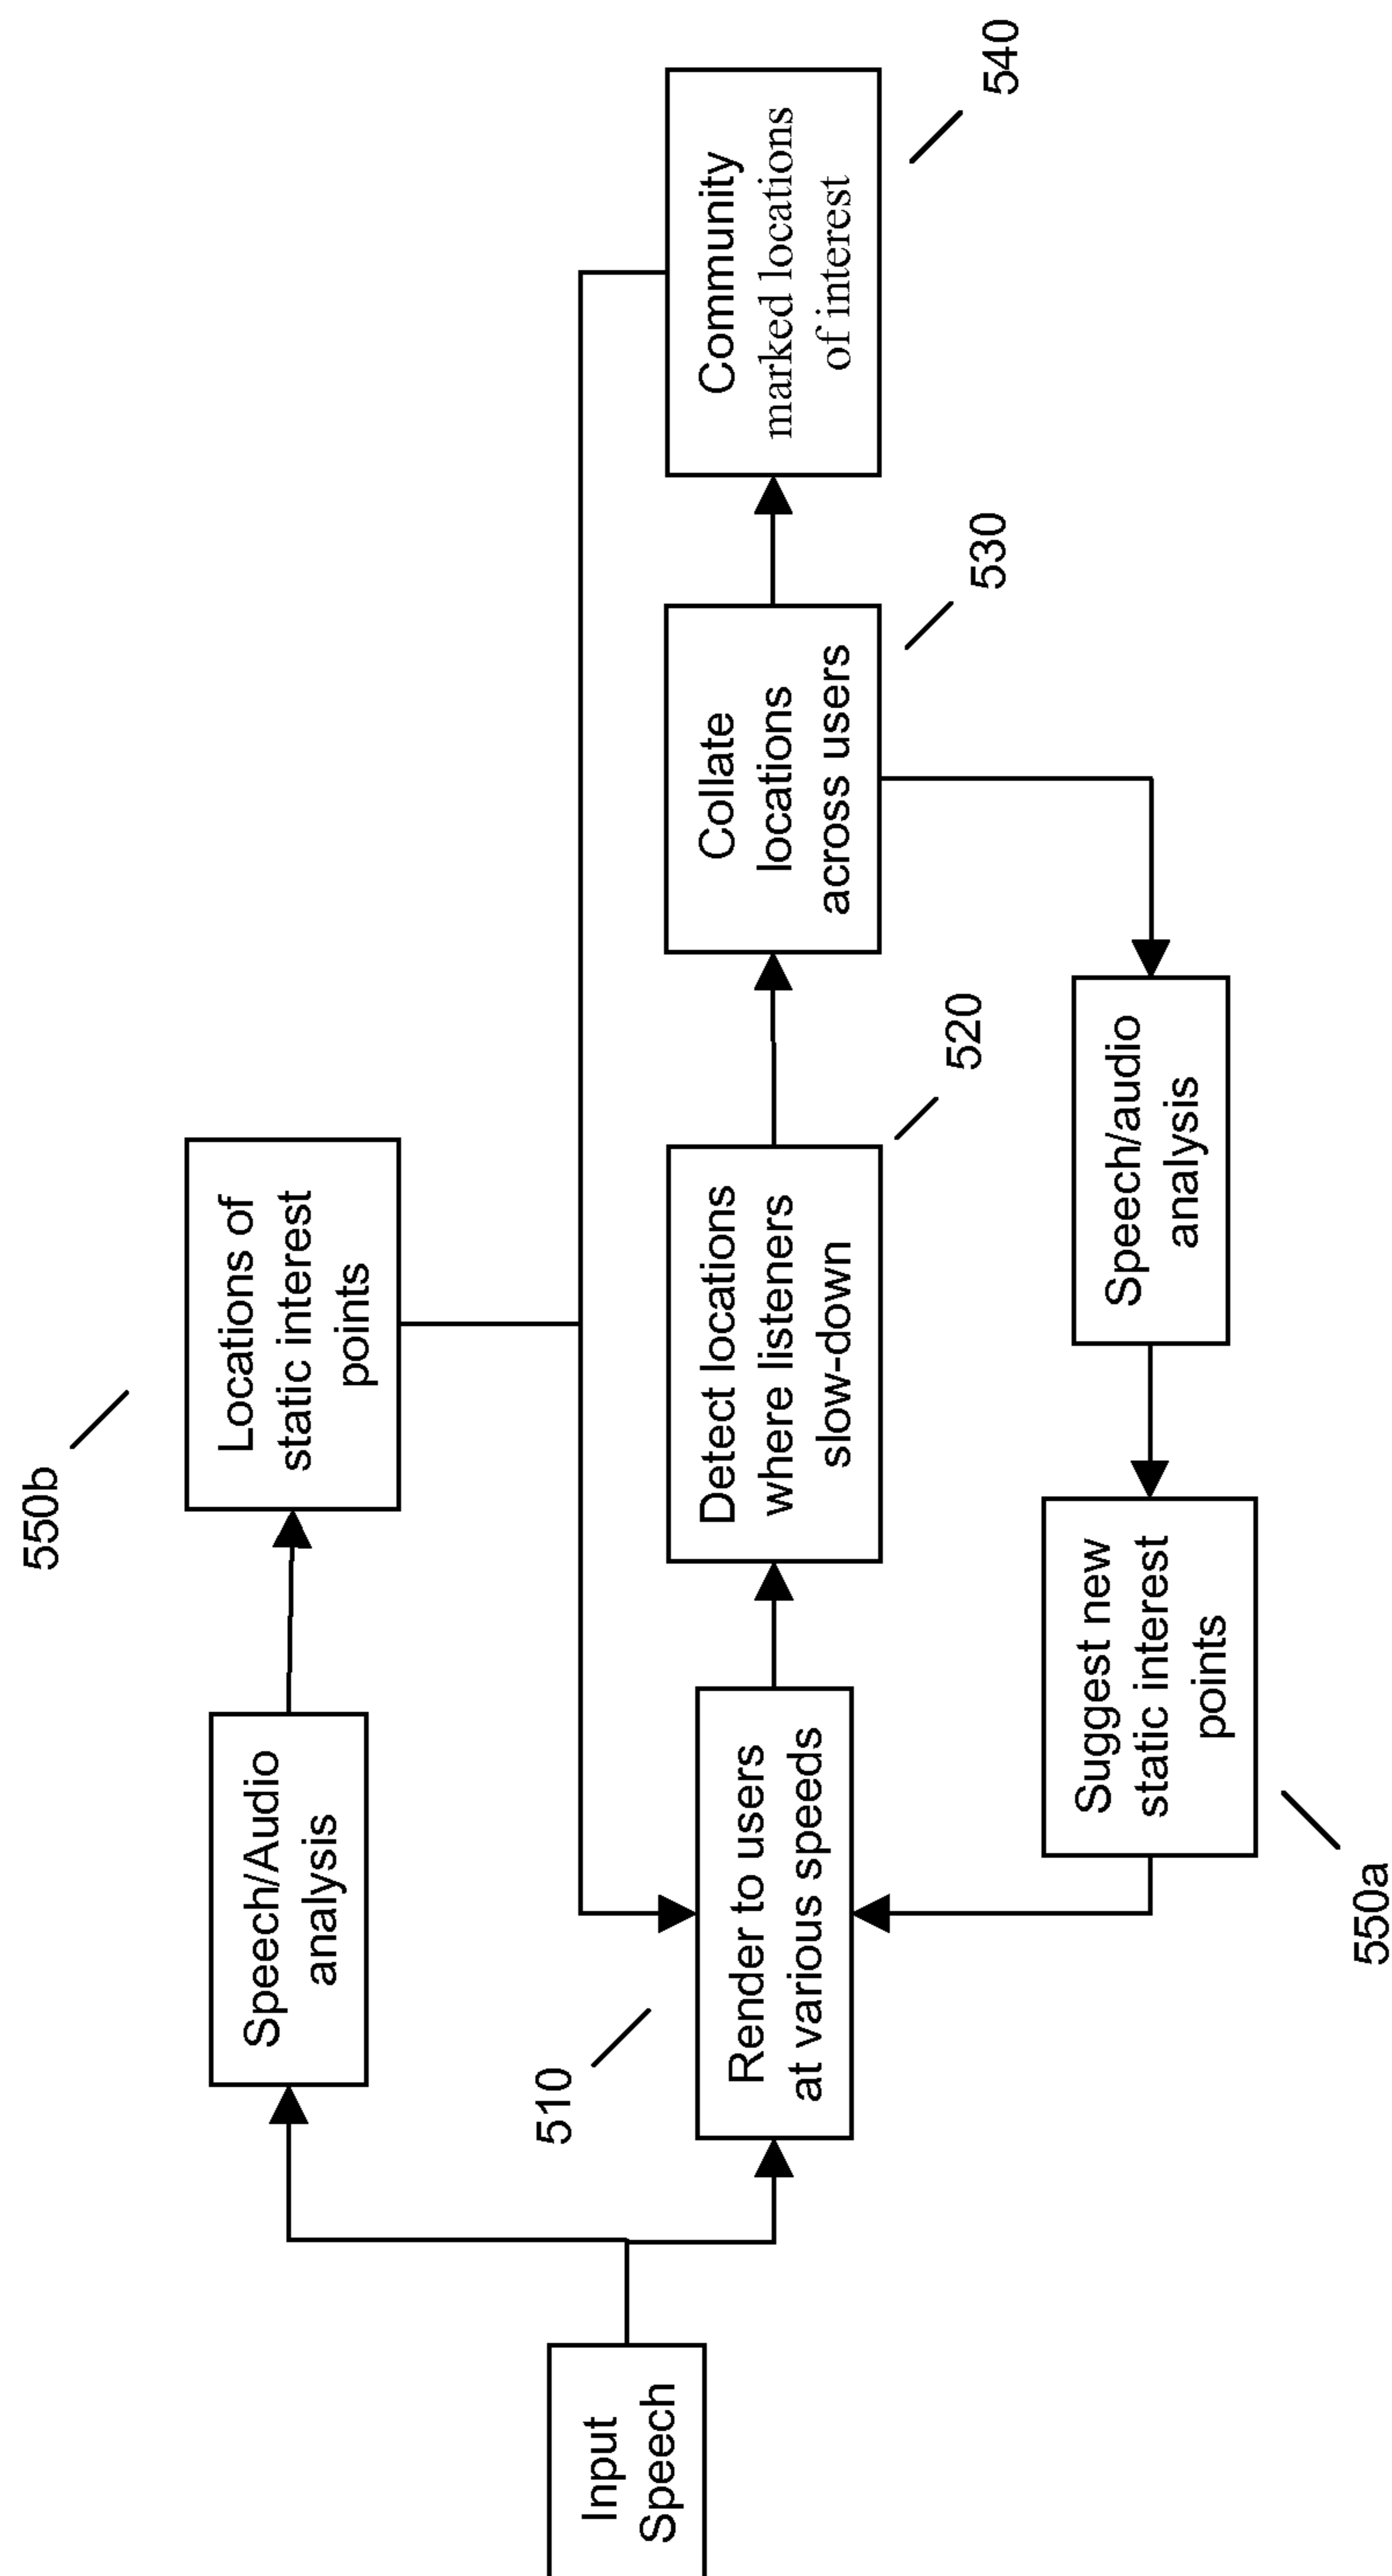 Input
Speech
Speech/Audio
analysis
550b
Locations of
static interest
points
510
Render to users
at various speeds
Detect locations
where listeners
slow-down
520
Collate
locations
across users
530
Community
marked locations
of interest
540
Speech/audio
analysis
Suggest new
static interest
points
550a